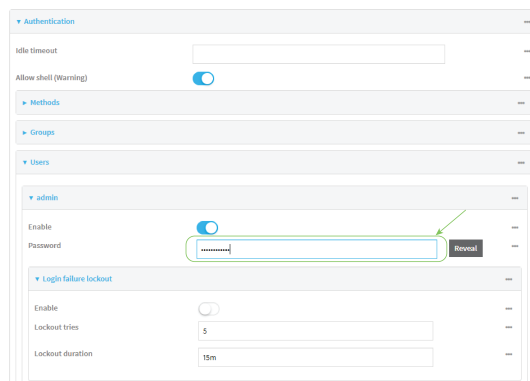 Authentication
Idle timeout
Allow shell (Warning)
Methods
Groups
Users
admin
Enable
Password ............ Reveal
Login failure lockout
Enable
Lockout tries 5
Lockout duration 15m